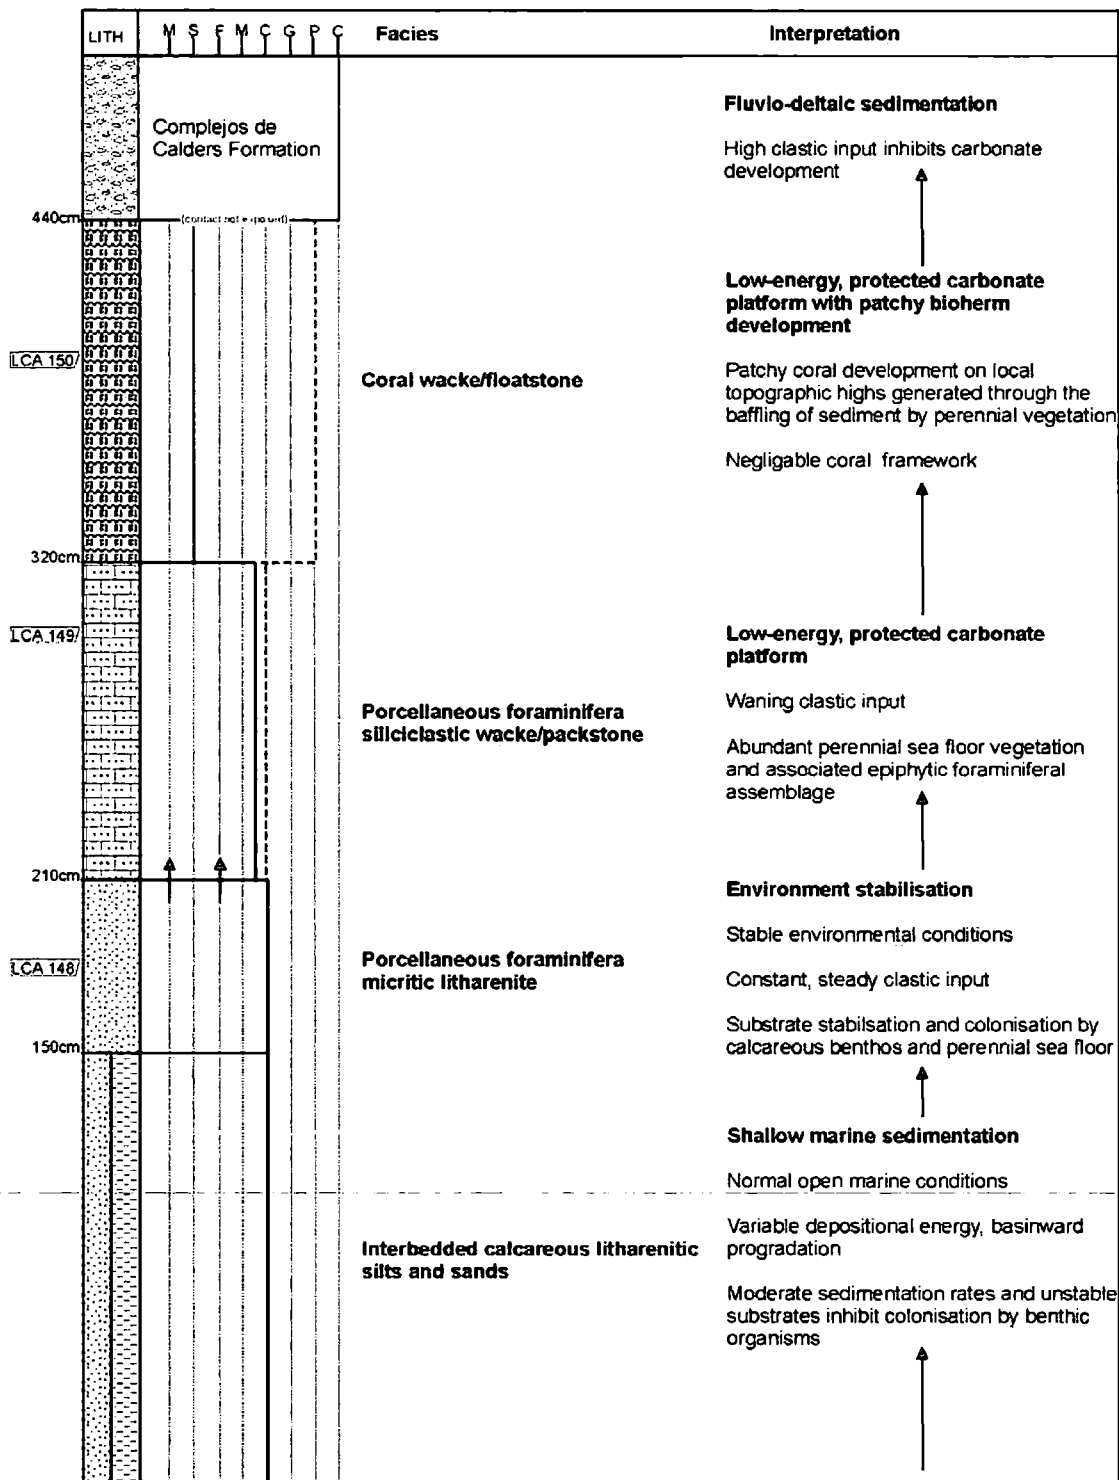 LITH M S F M C G P C Facies Interpretation
Complejos de
Calders Formation
Fluvio-deltaic sedimentation
High clastic input inhibits carbonate
development
440cm
(contact not exposed)
Low-energy, protected carbonate
platform with patchy bioherm
development
LCA 150
Coral wacke/floatstone
Patchy coral development on local
topographic highs generated through the
baffling of sediment by perennial vegetation
Negligable coral framework
320cm
LCA 149
Low-energy, protected carbonate
platform
Porcellaneous foraminifera
siliciclastic wacke/packstone
Waning clastic input
Abundant perennial sea floor vegetation
and associated epiphytic foraminiferal
assemblage
210cm
Environment stabilisation
LCA 148
Porcellaneous foraminifera
micritic litharenite
Stable environmental conditions
Constant, steady clastic input
Substrate stabilsation and colonisation by
calcareous benthos and perennial sea floor
150cm
Shallow marine sedimentation
Normal open marine conditions
Interbedded calcareous litharenitic
silts and sands
Variable depositional energy, basinward
progradation
Moderate sedimentation rates and unstable
substrates inhibit colonisation by benthic
organisms